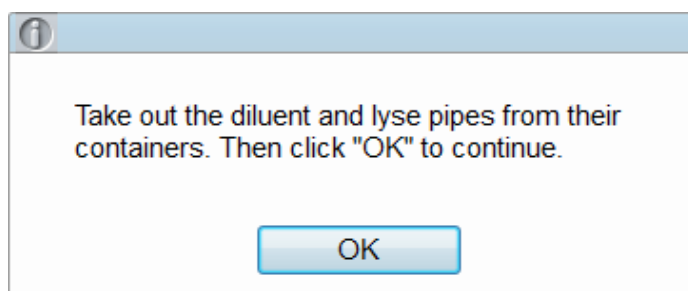 Take out the diluent and lyse pipes from their
containers. Then click "OK" to continue.
OK